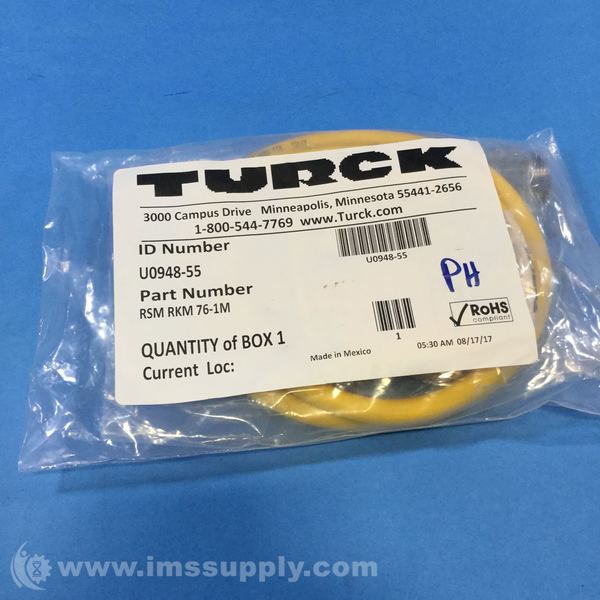 TURCK
3000 Campus Drive Minneapolis, Minnesota 55441-2656
1-800-544-7769 www.Turck.com
ID Number
U0948-55
U0948-55
PH
Part Number
RSM RKM 76-1M
RoHS
compliant
1
QUANTITY of BOX 1
Made in Mexico
05:30 AM 08/17/17
Current Loc:
www.imssupply.com